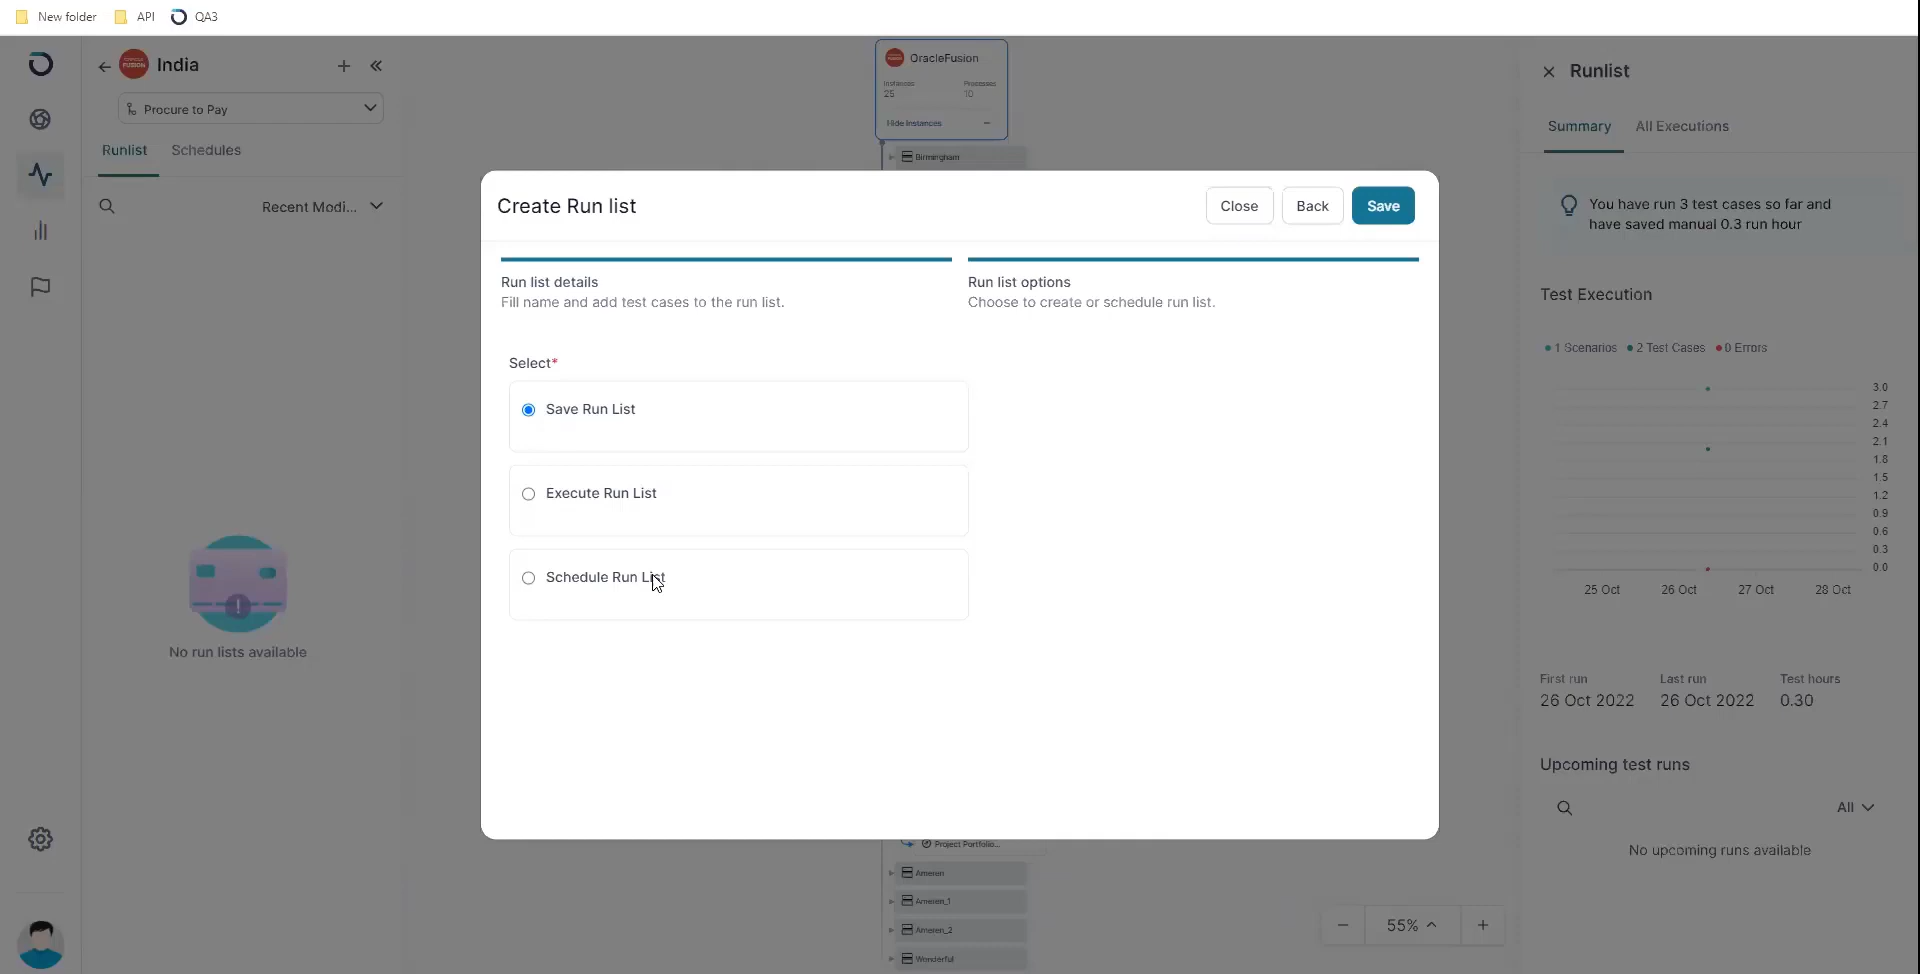 New folder
API
QA3
India
Procure to Pay
Runlist
Schedules
Recent Modi...
No run lists available
OracleFusion
Instances
Processes
25
10
Hide Instances
Birmingham
Create Run list
Close
Back
Save
Run list details
Fill name and add test cases to the run list.
Run list options
Choose to create or schedule run list.
Select*
Save Run List
Execute Run List
Schedule Run List
Project Portfolio...
Ameren
Ameren_1
Ameren_2
Wonderful
55%
Runlist
Summary
All Executions
You have run 3 test cases so far and
have saved manual 0.3 run hour
Test Execution
1 Scenarios
2 Test Cases
0 Errors
3.0
2.7
2.4
2.1
1.8
1.5
1.2
0.9
0.6
0.3
0.0
25 Oct
26 Oct
27 Oct
28 Oct
First run
Last run
Test hours
26 Oct 2022
26 Oct 2022
0.30
Upcoming test runs
All
No upcoming runs available